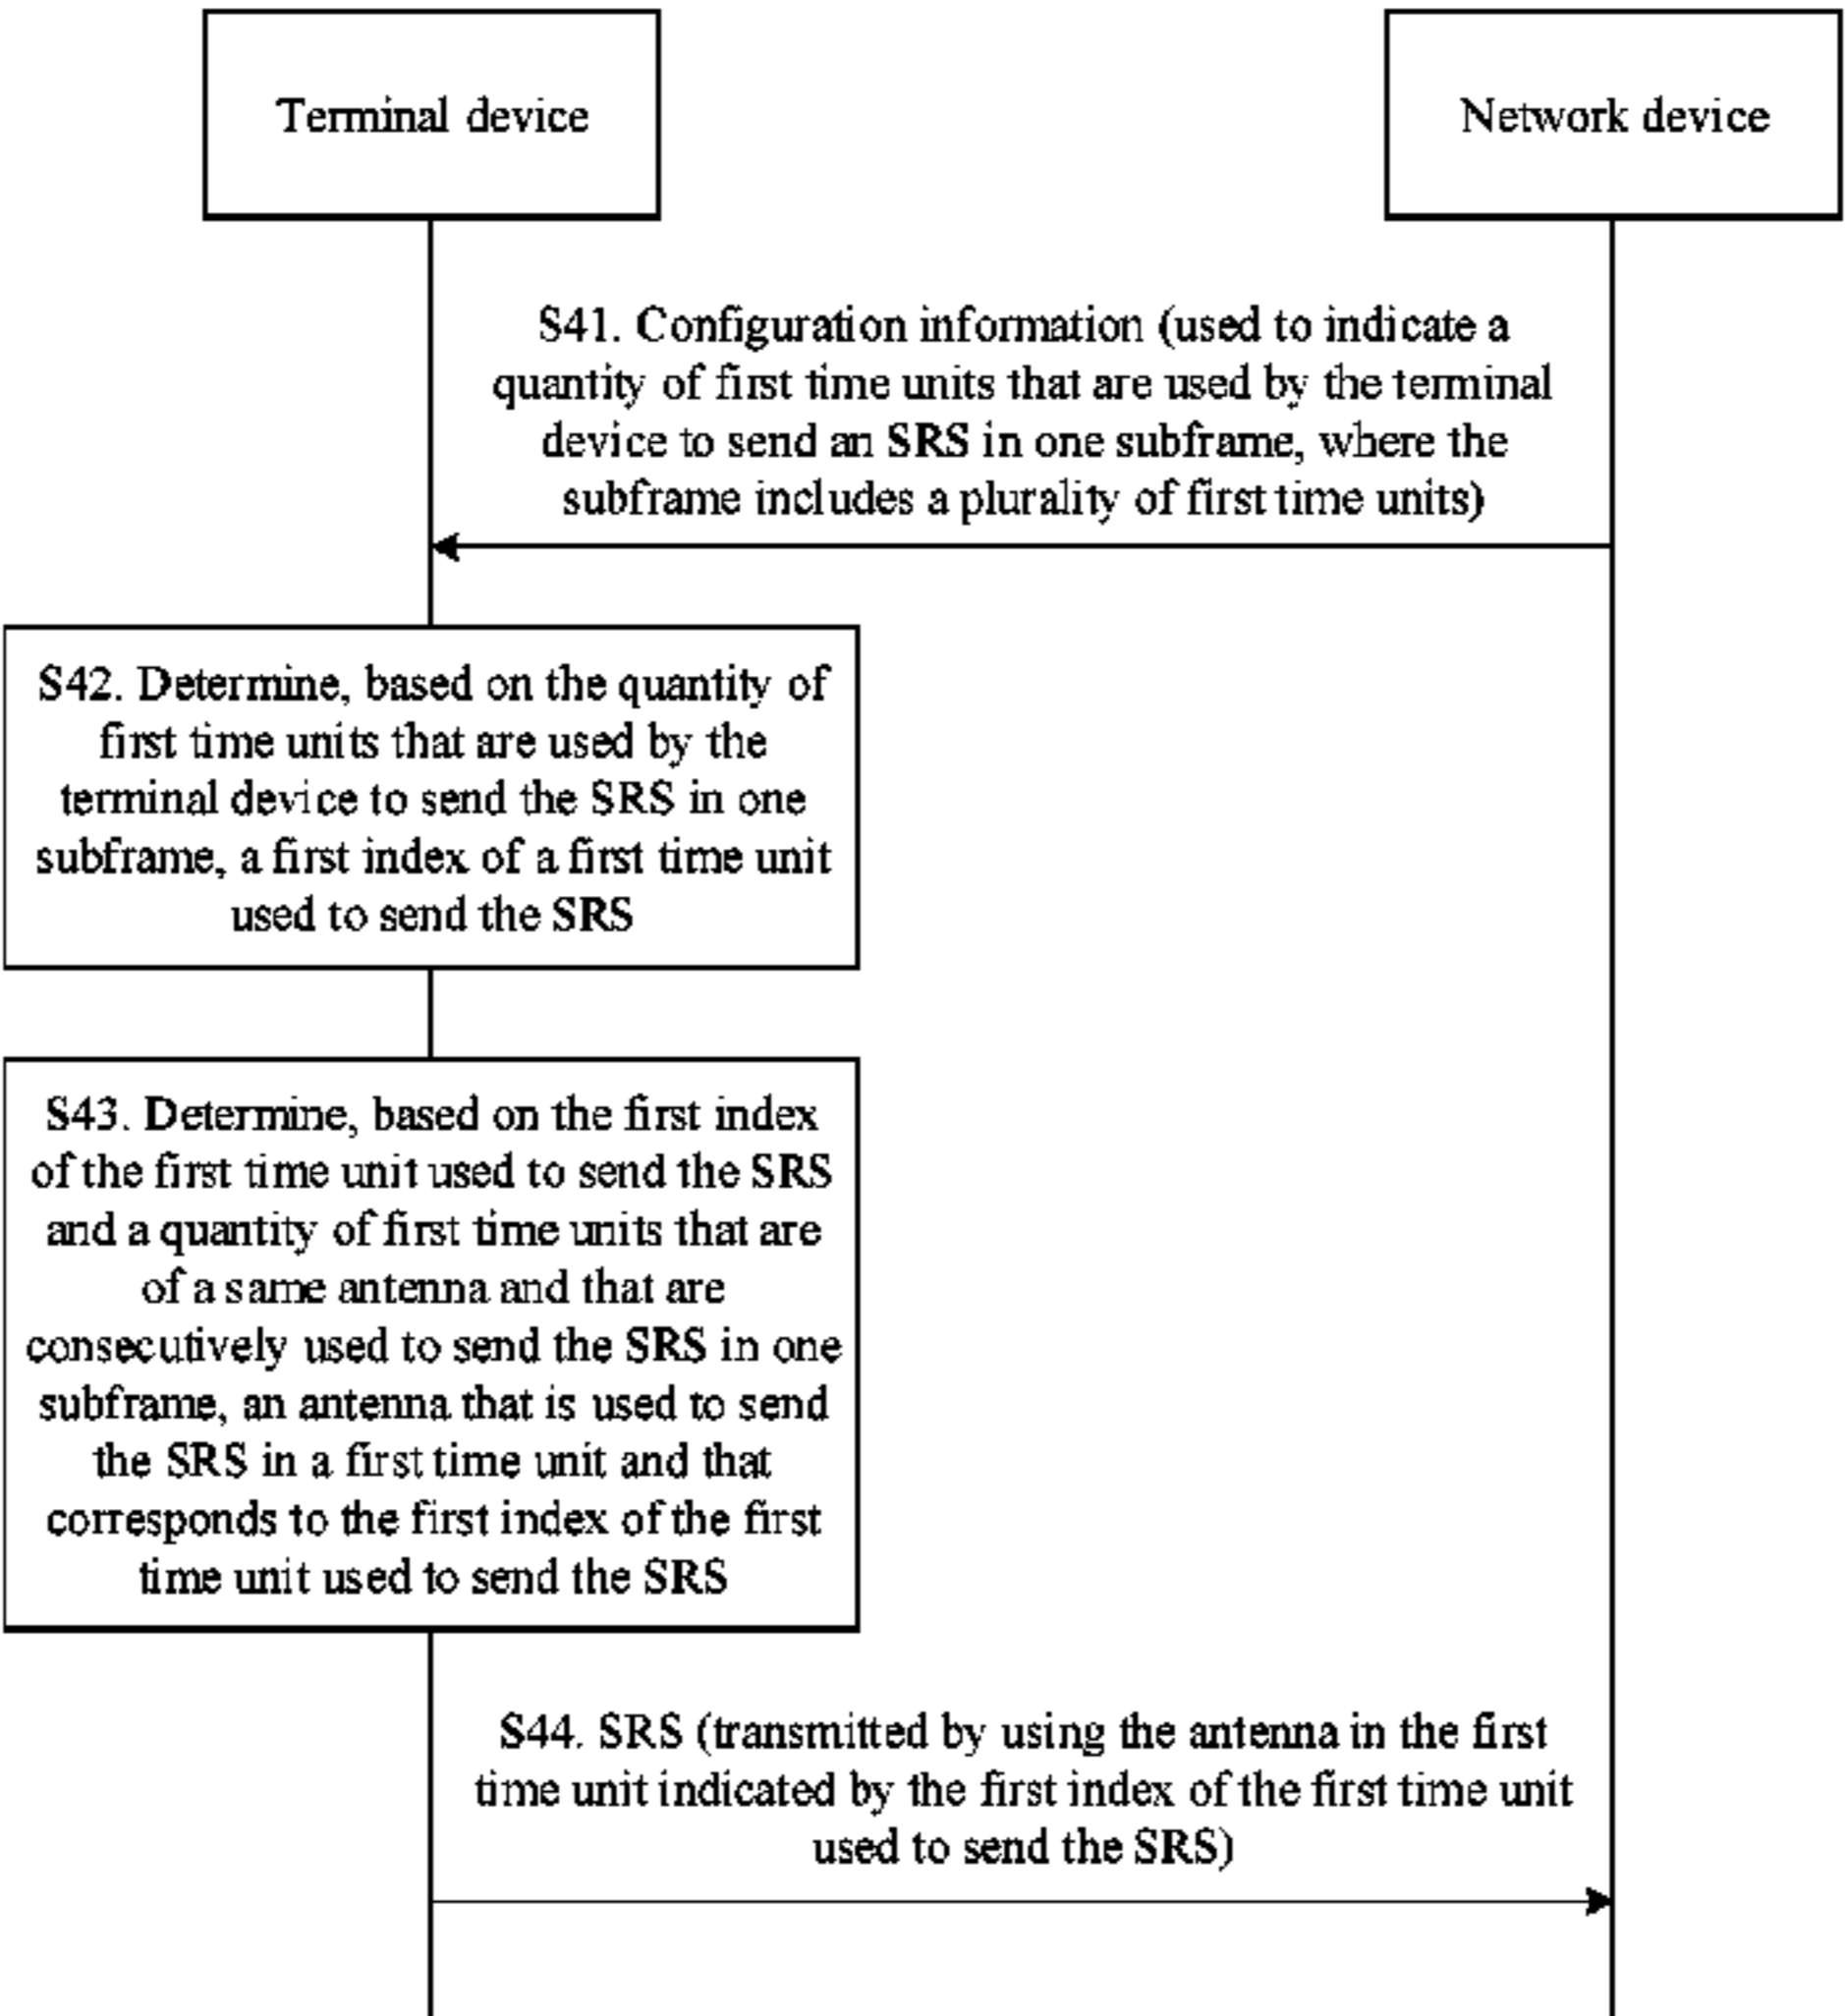 Terminal device
Network device
S41. Configuration information (used to indicate a
quantity of first time units that are used by the terminal
device to send an SRS in one subframe, where the
subframe includes a plurality of first time units)
S42. Determine, based on the quantity of
first time units that are used by the
terminal device to send the SRS in one
subframe, a first index of a first time unit
used to send the SRS
S43. Determine, based on the first index
of the first time unit used to send the SRS
and a quantity of first time units that are
of a same antenna and that are
consecutively used to send the SRS in one
subframe, an antenna that is used to send
the SRS in a first time unit and that
corresponds to the first index of the first
time unit used to send the SRS
S44. SRS (transmitted by using the antenna in the first
time unit indicated by the first index of the first time unit
used to send the SRS)